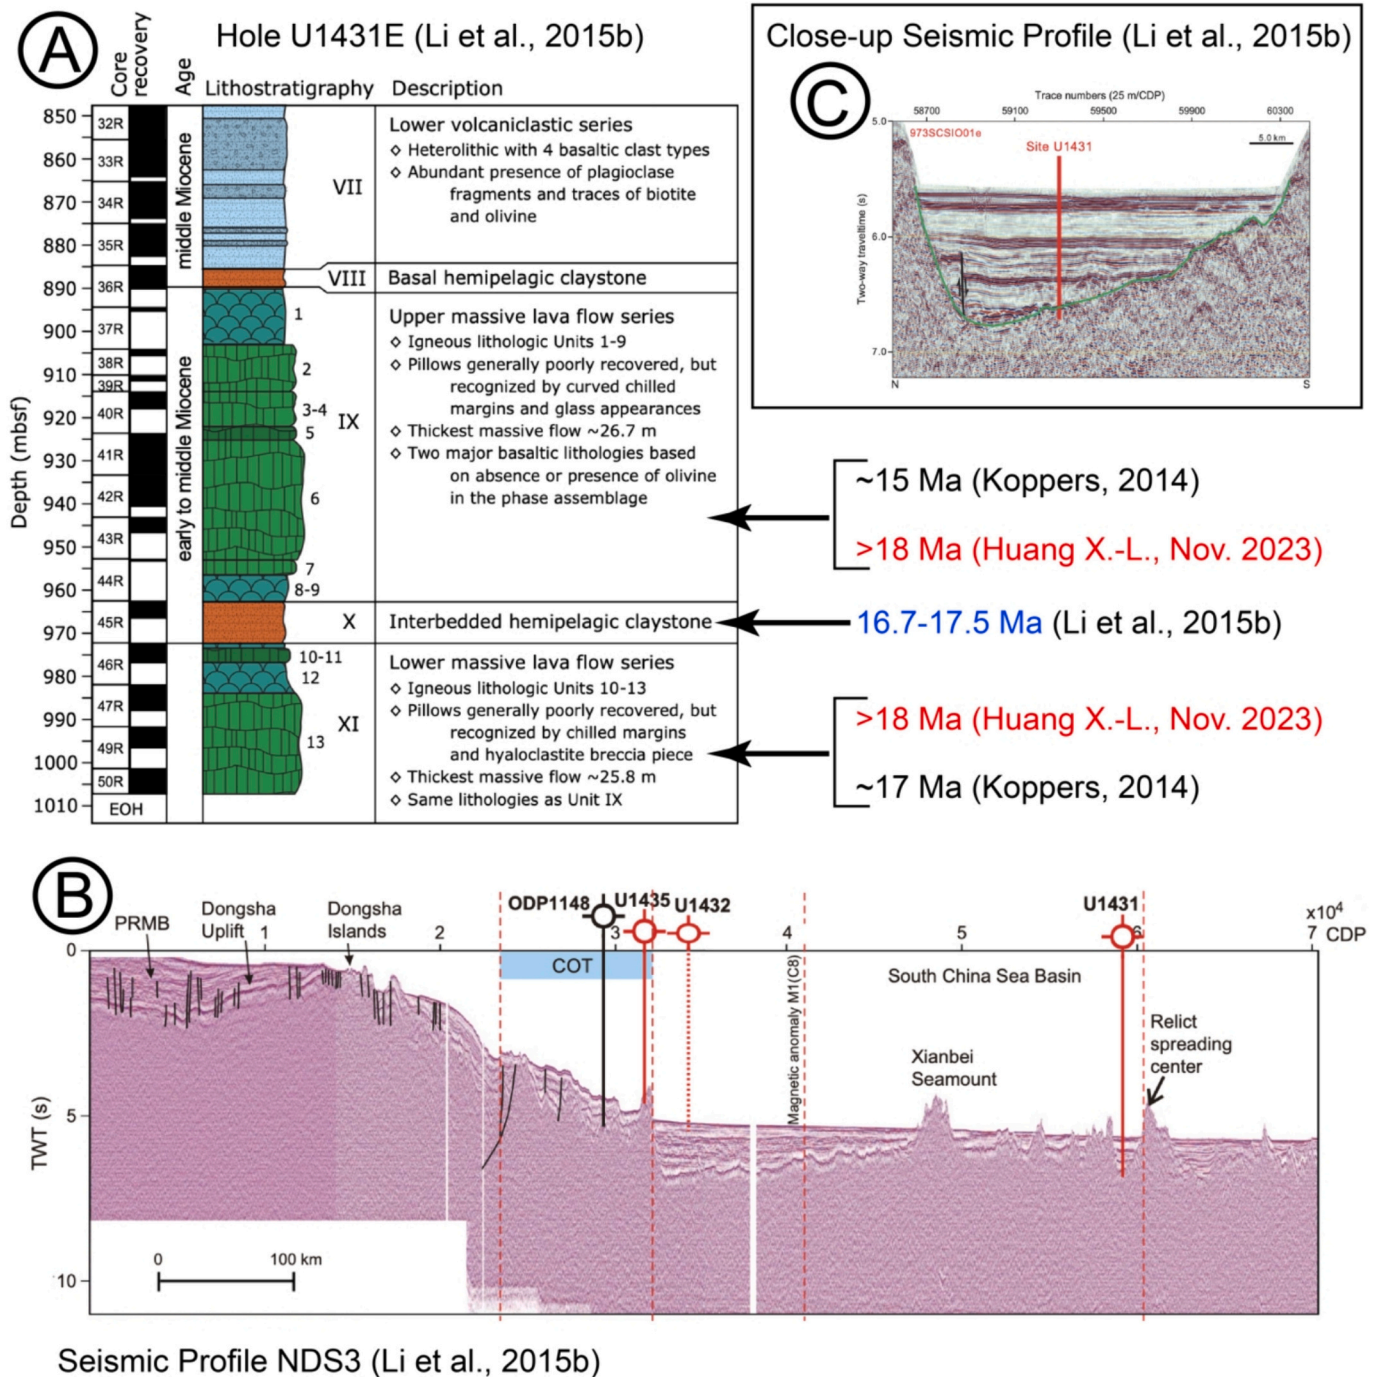 A
Hole U1431E (Li et al., 2015b)
Core
recovery
Age
Lithostratigraphy
Description
Depth (mbsf)
850
860
870
880
890
900
910
920
930
940
950
960
970
980
990
1000
1010
32R
33R
34R
35R
36R
37R
38R
39R
40R
41R
42R
43R
44R
45R
46R
47R
49R
50R
EOH
middle Miocene
early to middle Miocene
1
2
3-4
5
6
7
8-9
10-11
12
13
VII
Lower volcaniclastic series
◇ Heterolithic with 4 basaltic clast types
◇ Abundant presence of plagioclase
fragments and traces of biotite
and olivine
VIII
Basal hemipelagic claystone
IX
Upper massive lava flow series
◇ Igneous lithologic Units 1-9
◇ Pillows generally poorly recovered, but
recognized by curved chilled
margins and glass appearances
◇ Thickest massive flow ~26.7 m
◇ Two major basaltic lithologies based
on absence or presence of olivine
in the phase assemblage
X
Interbedded hemipelagic claystone
XI
Lower massive lava flow series
◇ Igneous lithologic Units 10-13
◇ Pillows generally poorly recovered, but
recognized by chilled margins
and hyaloclastite breccia piece
◇ Thickest massive flow ~25.8 m
◇ Same lithologies as Unit IX
~15 Ma (Koppers, 2014)
>18 Ma (Huang X.-L., Nov. 2023)
16.7-17.5 Ma (Li et al., 2015b)
>18 Ma (Huang X.-L., Nov. 2023)
~17 Ma (Koppers, 2014)
Close-up Seismic Profile (Li et al., 2015b)
C
Trace numbers (25 m/CDP)
58700 59100 59500 59900 60300
973SCSIO01e
Site U1431
5.0 km
Two-way traveltime (s)
5.0
6.0
7.0
N S
B
PRMB
Dongsha
Uplift
Dongsha
Islands
ODP1148
U1435
U1432
U1431
x10⁴
CDP
1 2 3 4 5 6 7
COT
Magnetic anomaly M1(C8)
South China Sea Basin
Xianbei
Seamount
Relict
spreading
center
TWT (s)
0
5
10
0 100 km
Seismic Profile NDS3 (Li et al., 2015b)